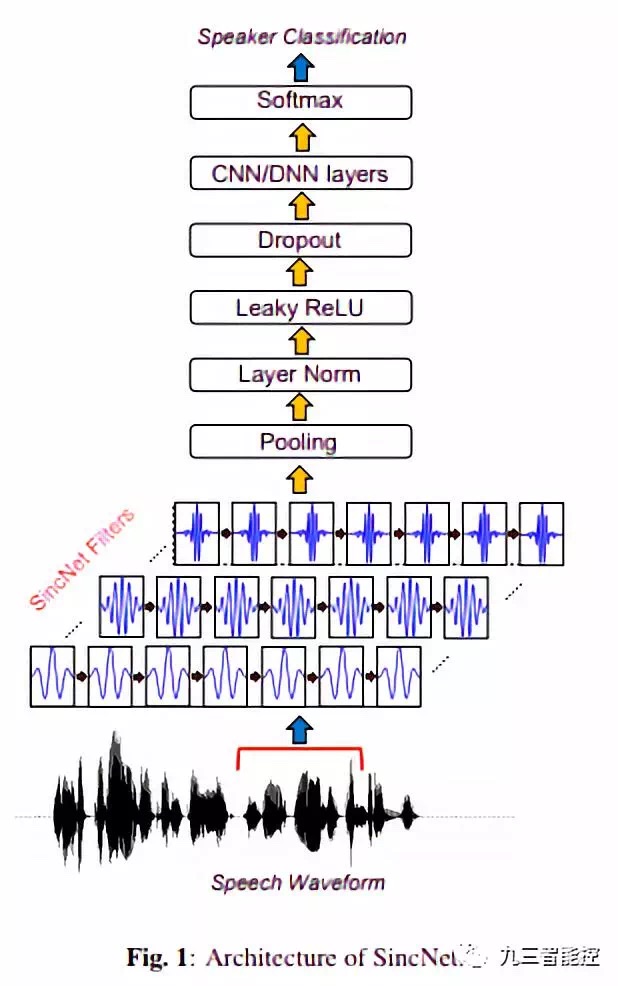 Speaker Classification
Softmax
CNN/DNN layers
Dropout
Leaky ReLU
Layer Norm
Pooling
SincNet Filters
Speech Waveform
Fig. 1: Architecture of SincNet.
九三智能控